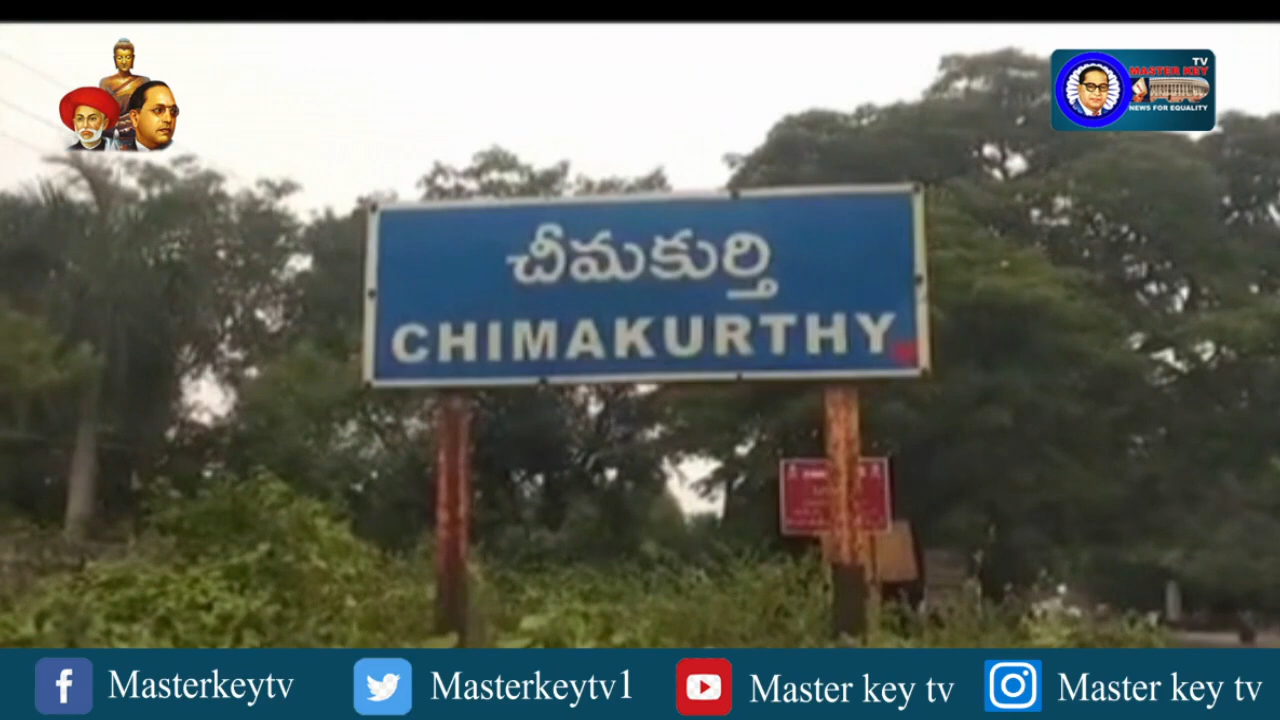 TV
MASTER KEY
NEWS FOR EQUALITY
చీమకుర్తి
CHIMAKURTHY
Masterkeytv
Masterkeytv1
Master key tv
Master key tv